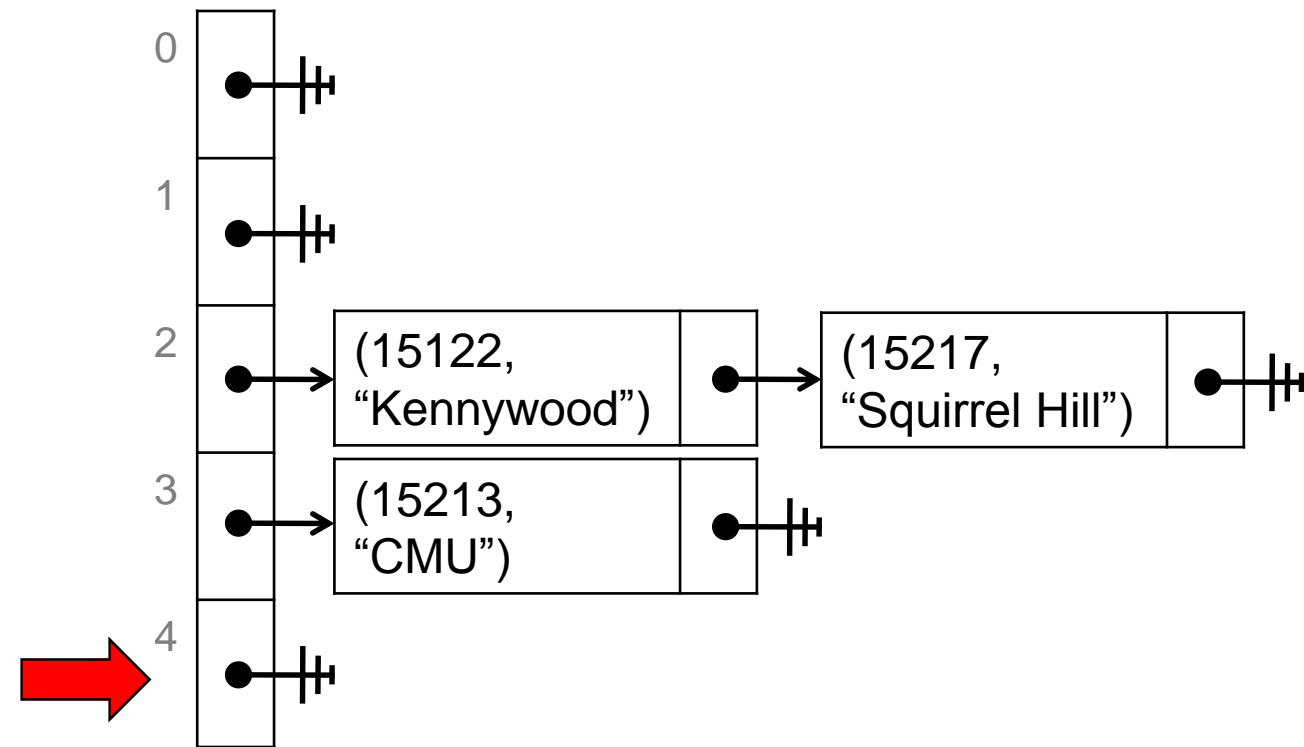 0
1
2
(15122,
“Kennywood”)
(15217,
“Squirrel Hill”)
3
(15213,
“CMU”)
4